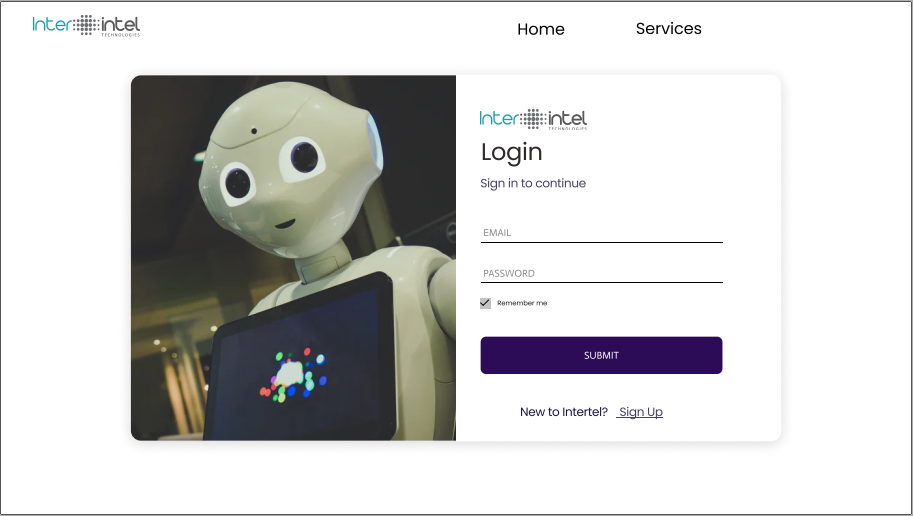 Inter intel
TECHNOLOGIES
Home
Services
Inter intel
TECHNOLOGIES
Login
Sign in to continue
EMAIL
PASSWORD
Remember me
SUBMIT
New to Intertel? Sign Up